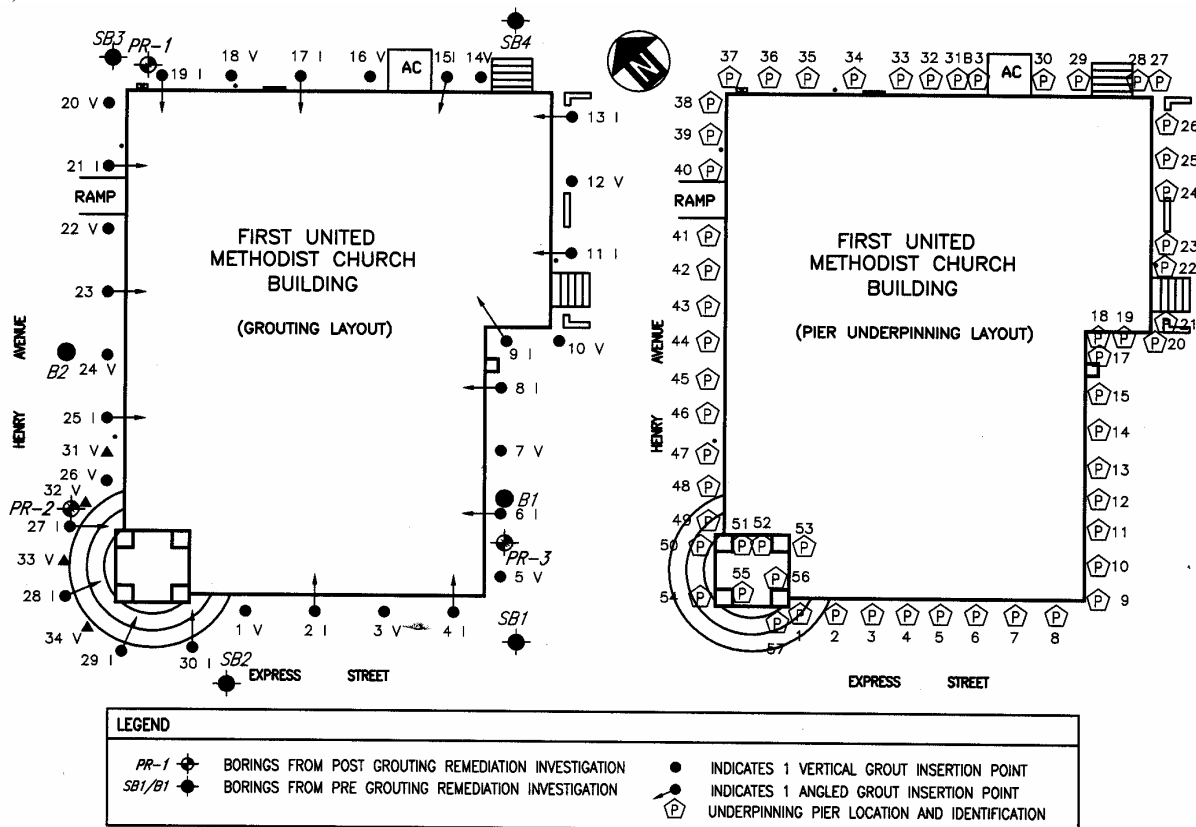 SB3
PR-1
SB4
18 V
17 I
16 V
15 I
14V
AC
19 I
20 V
13 I
21 I
12 V
RAMP
22 V
FIRST UNITED
METHODIST CHURCH
BUILDING
(GROUTING LAYOUT)
11 I
23
HENRY AVENUE
B2
24
V
9 I
10 V
8 I
25 I
31 V
7 V
26 V
32 V
PR-2
B1
27 I
6 I
PR-3
33 V
5 V
28 I
1 V
2 I
3 V
4 I
34 V
SB1
29 I
30 I
SB2
EXPRESS STREET
N
37
36
35
34
33
32
31B
3
AC
30
29
28
27
38
26
39
25
40
24
RAMP
41
FIRST UNITED
METHODIST CHURCH
BUILDING
(PIER UNDERPINNING LAYOUT)
23
42
22
43
HENRY AVENUE
18
19
21
44
20
17
45
15
46
14
47
13
48
12
49
51
52
53
11
50
55
56
10
54
9
57
1
2
3
4
5
6
7
8
EXPRESS STREET
LEGEND
PR-1 BORINGS FROM POST GROUTING REMEDIATION INVESTIGATION
SB1/B1 BORINGS FROM PRE GROUTING REMEDIATION INVESTIGATION
INDICATES 1 VERTICAL GROUT INSERTION POINT
INDICATES 1 ANGLED GROUT INSERTION POINT
P UNDERPINNING PIER LOCATION AND IDENTIFICATION